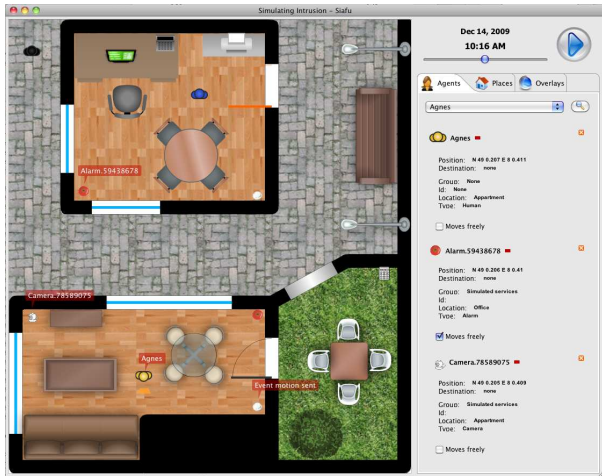 Simulating Intrusion – Siafu
Dec 14, 2009
10:16 AM
Agents
Places
Overlays
Agnes
Agnes
Position: N 49 0.207 E 8 0.411
Destination: none
Group: None
Id: None
Location: Appartment
Type: Human
Moves freely
Alarm.59438678
Position: N 49 0.206 E 8 0.41
Destination: none
Group: Simulated services
Id:
Location: Office
Type: Alarm
Moves freely
Camera.78589075
Position: N 49 0.205 E 8 0.409
Destination: none
Group: Simulated services
Id:
Location: Appartment
Type: Camera
Moves freely
Alarm.59438678
Camera.78589075
Agnes
Event motion sent